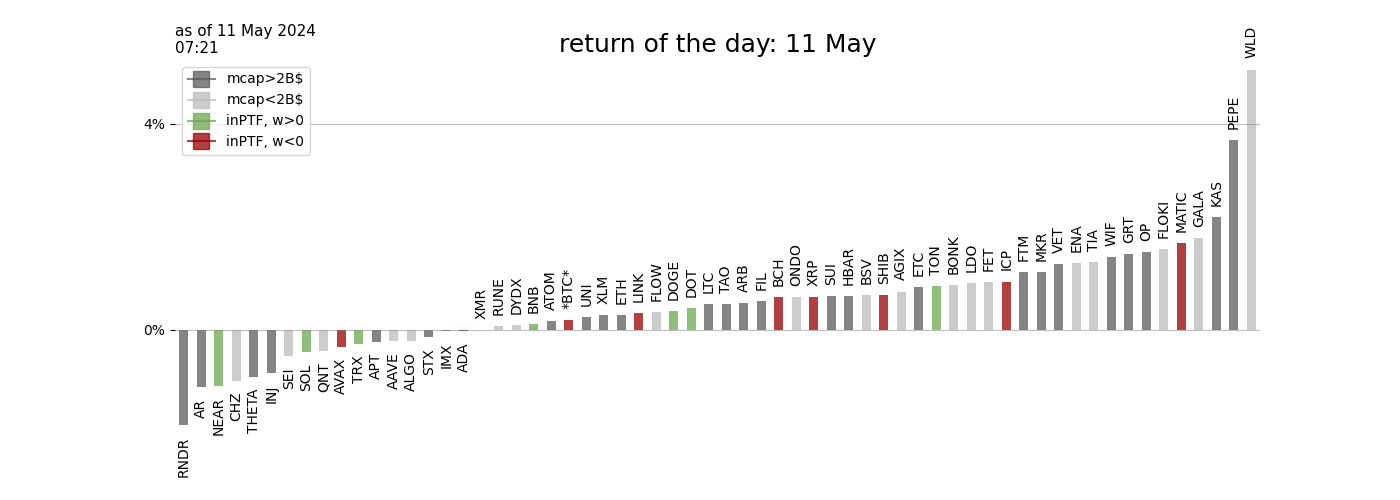 as of 11 May 2024
07:21
return of the day: 11 May
mcap>2B$
mcap<2B$
inPTF, w>0
inPTF, w<0
4%
0%
RNDR
AR
NEAR
CHZ
THETA
INJ
SEI
SOL
QNT
AVAX
TRX
APT
AAVE
ALGO
STX
IMX
ADA
XMR
RUNE
DYDX
BNB
ATOM
*BTC*
UNI
XLM
ETH
LINK
FLOW
DOGE
DOT
LTC
TAO
ARB
FIL
BCH
ONDO
XRP
SUI
HBAR
BSV
SHIB
AGIX
ETC
TON
BONK
LDO
FET
ICP
FTM
MKR
VET
ENA
TIA
WIF
GRT
OP
FLOKI
MATIC
GALA
KAS
PEPE
WLD